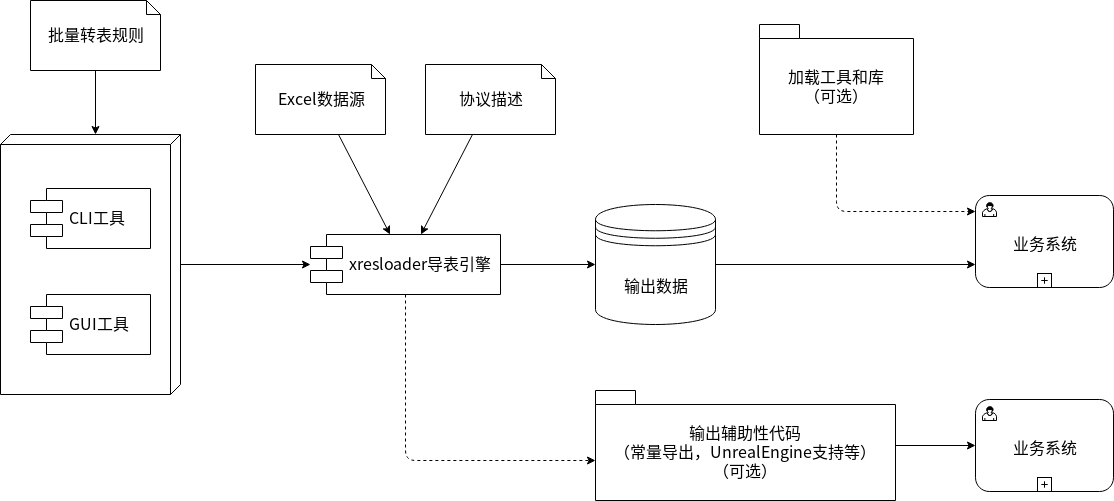 批量转表规则
Excel数据源
协议描述
加载工具和库
（可选）
CLI工具
GUI工具
xresloader导表引擎
输出数据
业务系统
输出辅助性代码
（常量导出，UnrealEngine支持等）
（可选）
业务系统